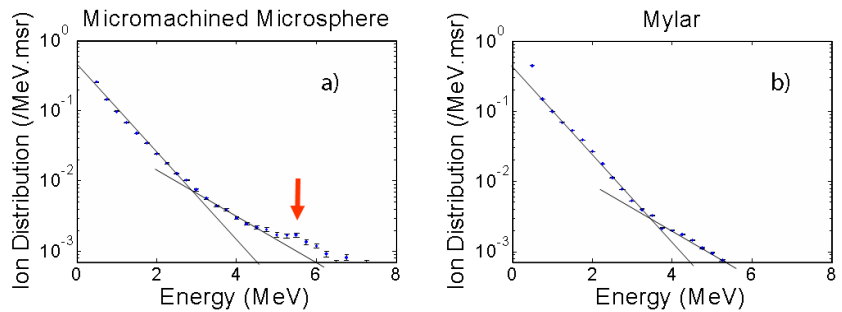 Micromachined Microsphere
Mylar
a)
b)
Ion Distribution (/MeV.msr)
10^0
10^-1
10^-2
10^-3
0 2 4 6 8
Energy (MeV)
Ion Distribution (/MeV.msr)
10^0
10^-1
10^-2
10^-3
0 2 4 6 8
Energy (MeV)